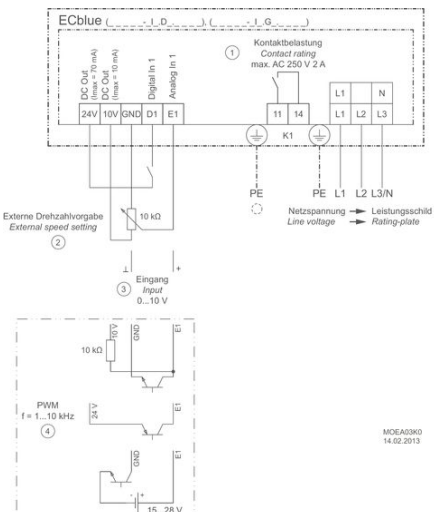 ECblue (_ _ _ _ _ _-_I_.D_._ _ _ _ _), (_ _ _ _ _ _-_I_.G_._ _ _ _ _)
1
Kontaktbelastung
Contact rating
max. AC 250 V 2 A
DC Out
(Imax = 70 mA)
DC Out
(Imax = 10 mA)
Digital In 1
Analog In 1
L1 N
24V 10V GND D1 E1 11 14 L1 L2 L3
K1
PE PE L1 L2 L3/N
Netzspannung Leistungsschild
Line voltage Rating-plate
Externe Drehzahlvorgabe
External speed setting
2
10 kΩ
⊥ Eingang +
3 Input
0...10 V
10 V GND E1
10 kΩ
PWM
f = 1...10 kHz
4
24 V E1
GND E1
- +
15...28 V
MOEA03K0
14.02.2013